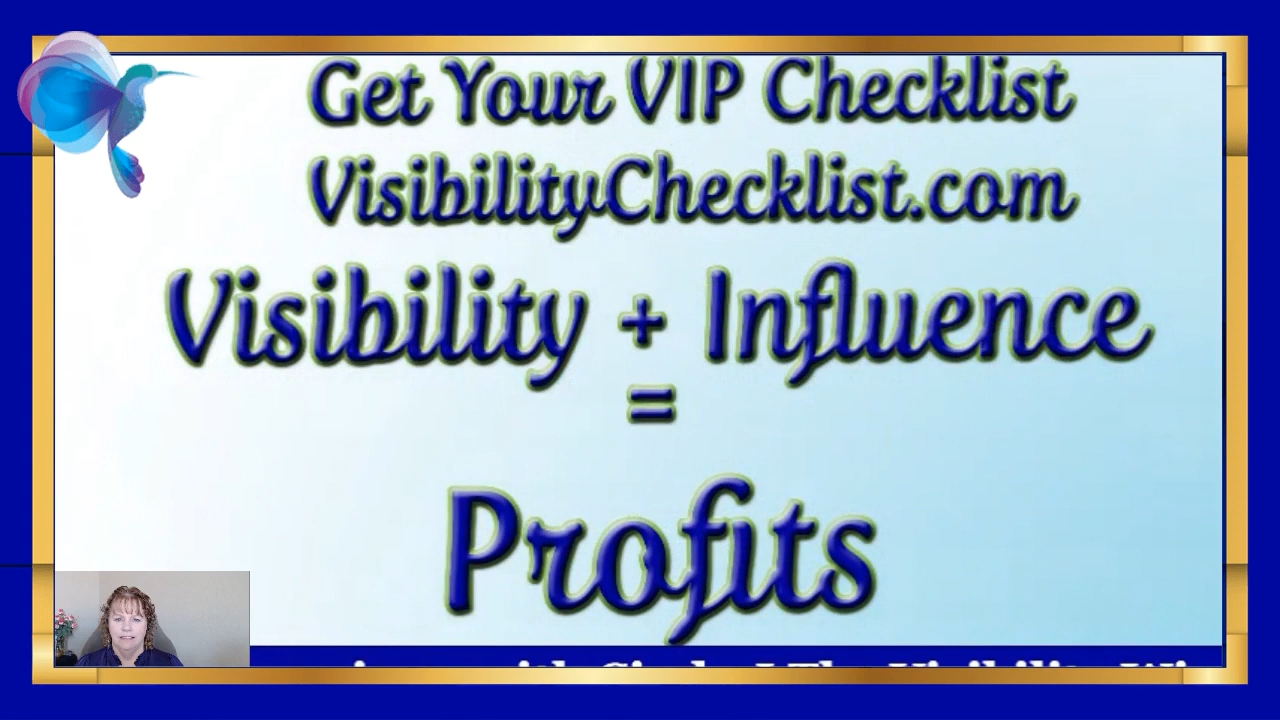 Get Your VIP Checklist
VisibilityChecklist.com
Visibility + Influence
=
Profits